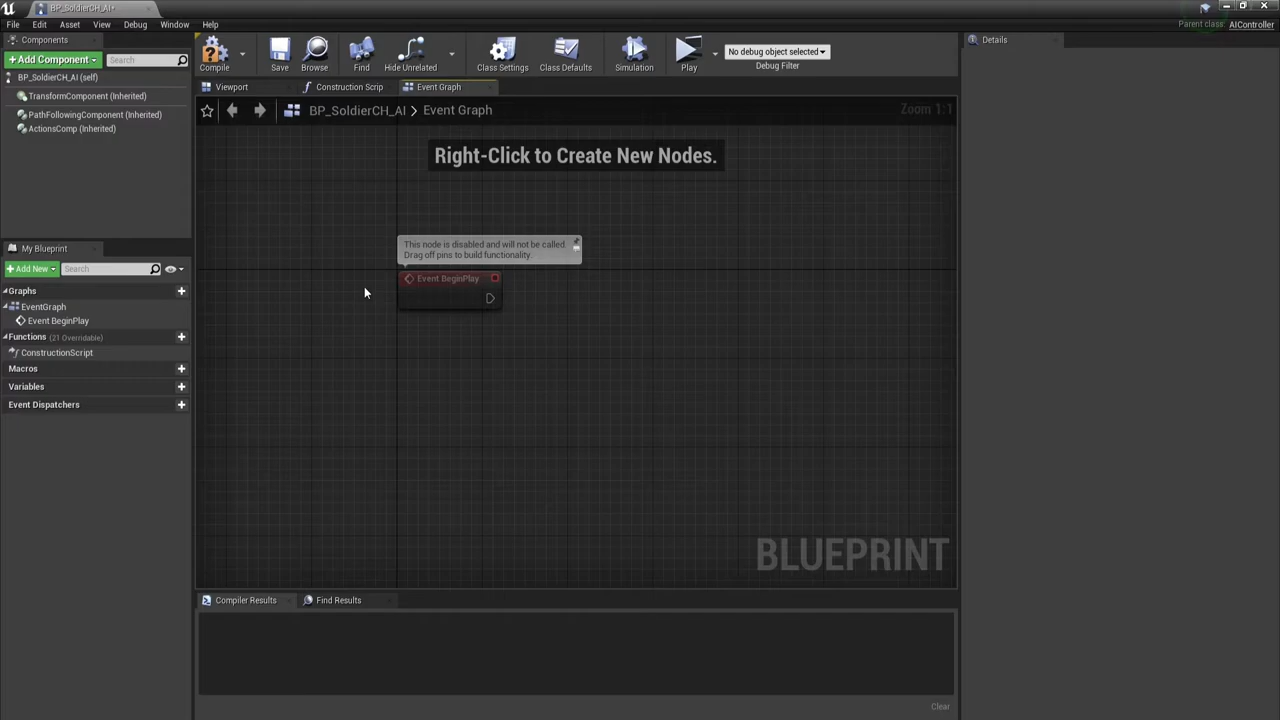 BP_SoldierCH_AI*
File Edit Asset View Debug Window Help
Parent class: AIController
Components
+Add Component Search
BP_SoldierCH_AI (self)
TransformComponent (Inherited)
PathFollowingComponent (Inherited)
ActionsComp (Inherited)
My Blueprint
+Add New Search
Graphs
EventGraph
Event BeginPlay
Functions (21 Overridable)
ConstructionScript
Macros
Variables
Event Dispatchers
Compile Save Browse Find Hide Unrelated Class Settings Class Defaults Simulation Play
No debug object selected
Debug Filter
Viewport Construction Scrip Event Graph
BP_SoldierCH_AI > Event Graph
Zoom 1:1
Right-Click to Create New Nodes.
This node is disabled and will not be called.
Drag off pins to build functionality.
Event BeginPlay
BLUEPRINT
Compiler Results Find Results
Clear
Details